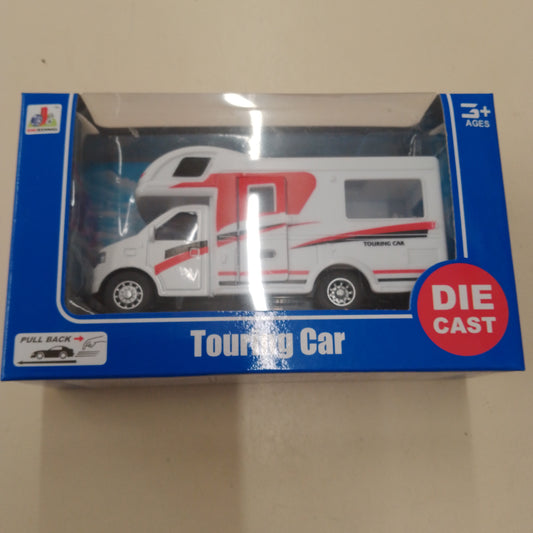 3+
AGES
TOURING CAR
DIE
CAST
PULL BACK
Touring Car